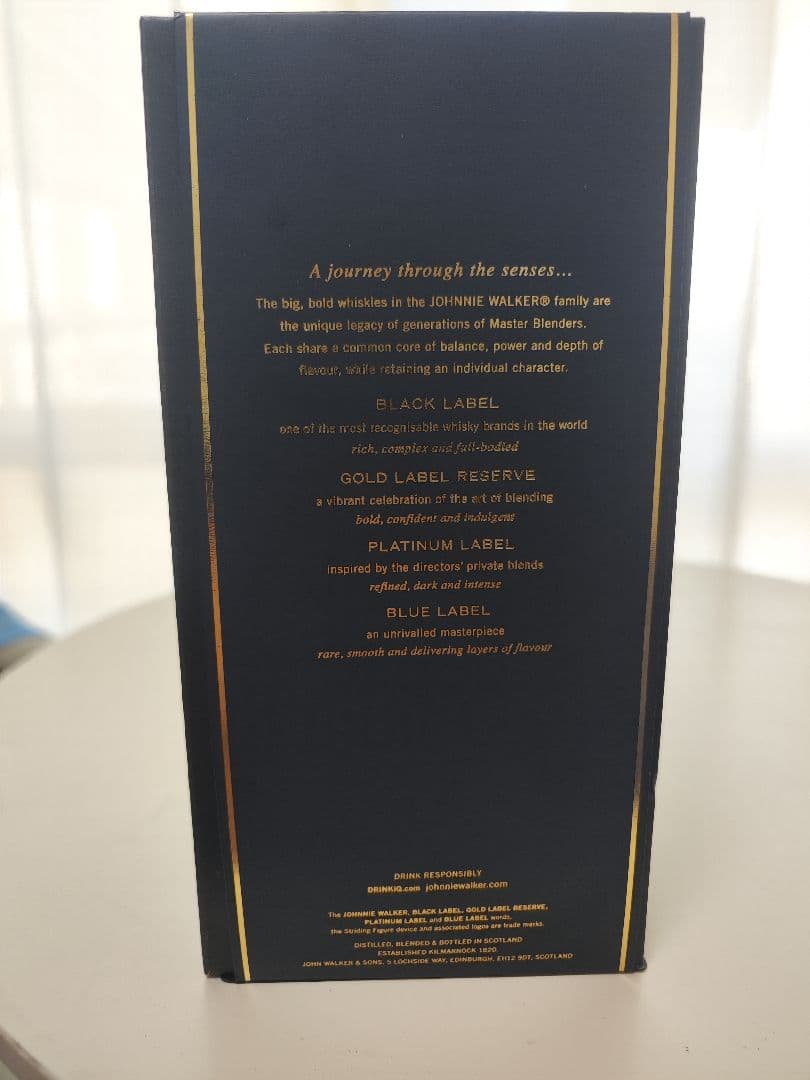 A journey through the senses...
The big, bold whiskies in the JOHNNIE WALKER® family are
the unique legacy of generations of Master Blenders.
Each share a common core of balance, power and depth of
flavour, while retaining an individual character.
BLACK LABEL
one of the most recognisable whisky brands in the world
rich, complex and full-bodied
GOLD LABEL RESERVE
a vibrant celebration of the art of blending
bold, confident and indulgent
PLATINUM LABEL
inspired by the directors' private blends
refined, dark and intense
BLUE LABEL
an unrivalled masterpiece
rare, smooth and delivering layers of flavour
DRINK RESPONSIBLY
DRINKiQ.com johnniewalker.com
The JOHNNIE WALKER, BLACK LABEL, GOLD LABEL RESERVE,
PLATINUM LABEL and BLUE LABEL words,
the Striding Figure device and associated logos are trade marks.
DISTILLED, BLENDED & BOTTLED IN SCOTLAND
ESTABLISHED KILMARNOCK 1820.
JOHN WALKER & SONS, 5 LOCHSIDE WAY, EDINBURGH, EH12 9DT, SCOTLAND